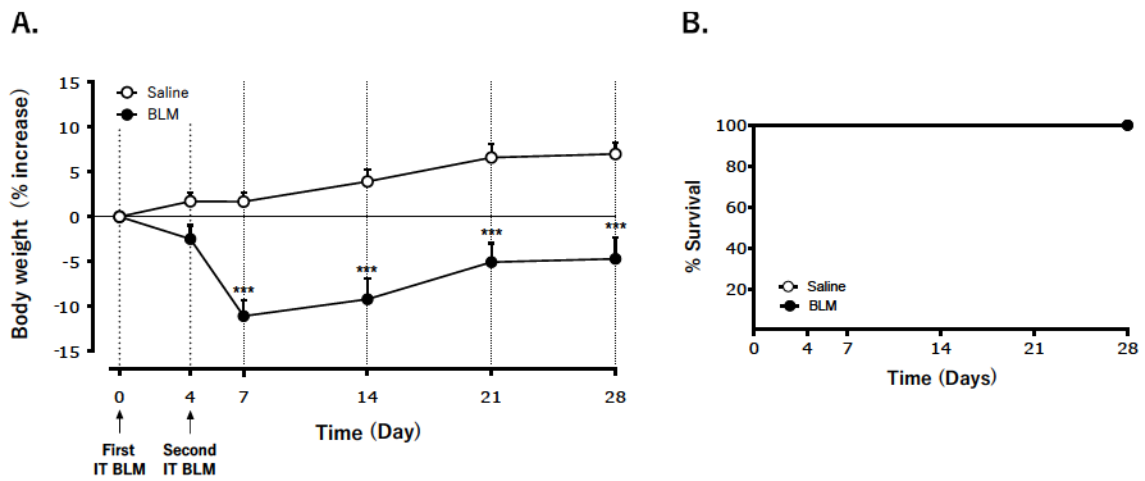 A.
Body weight (% increase)
15
10
5
0
-5
-10
-15
Saline
BLM
***
***
***
***
0
4
7
14
21
28
Time (Day)
First
IT BLM
Second
IT BLM
B.
% Survival
100
80
60
40
20
Saline
BLM
0
4
7
14
21
28
Time (Days)